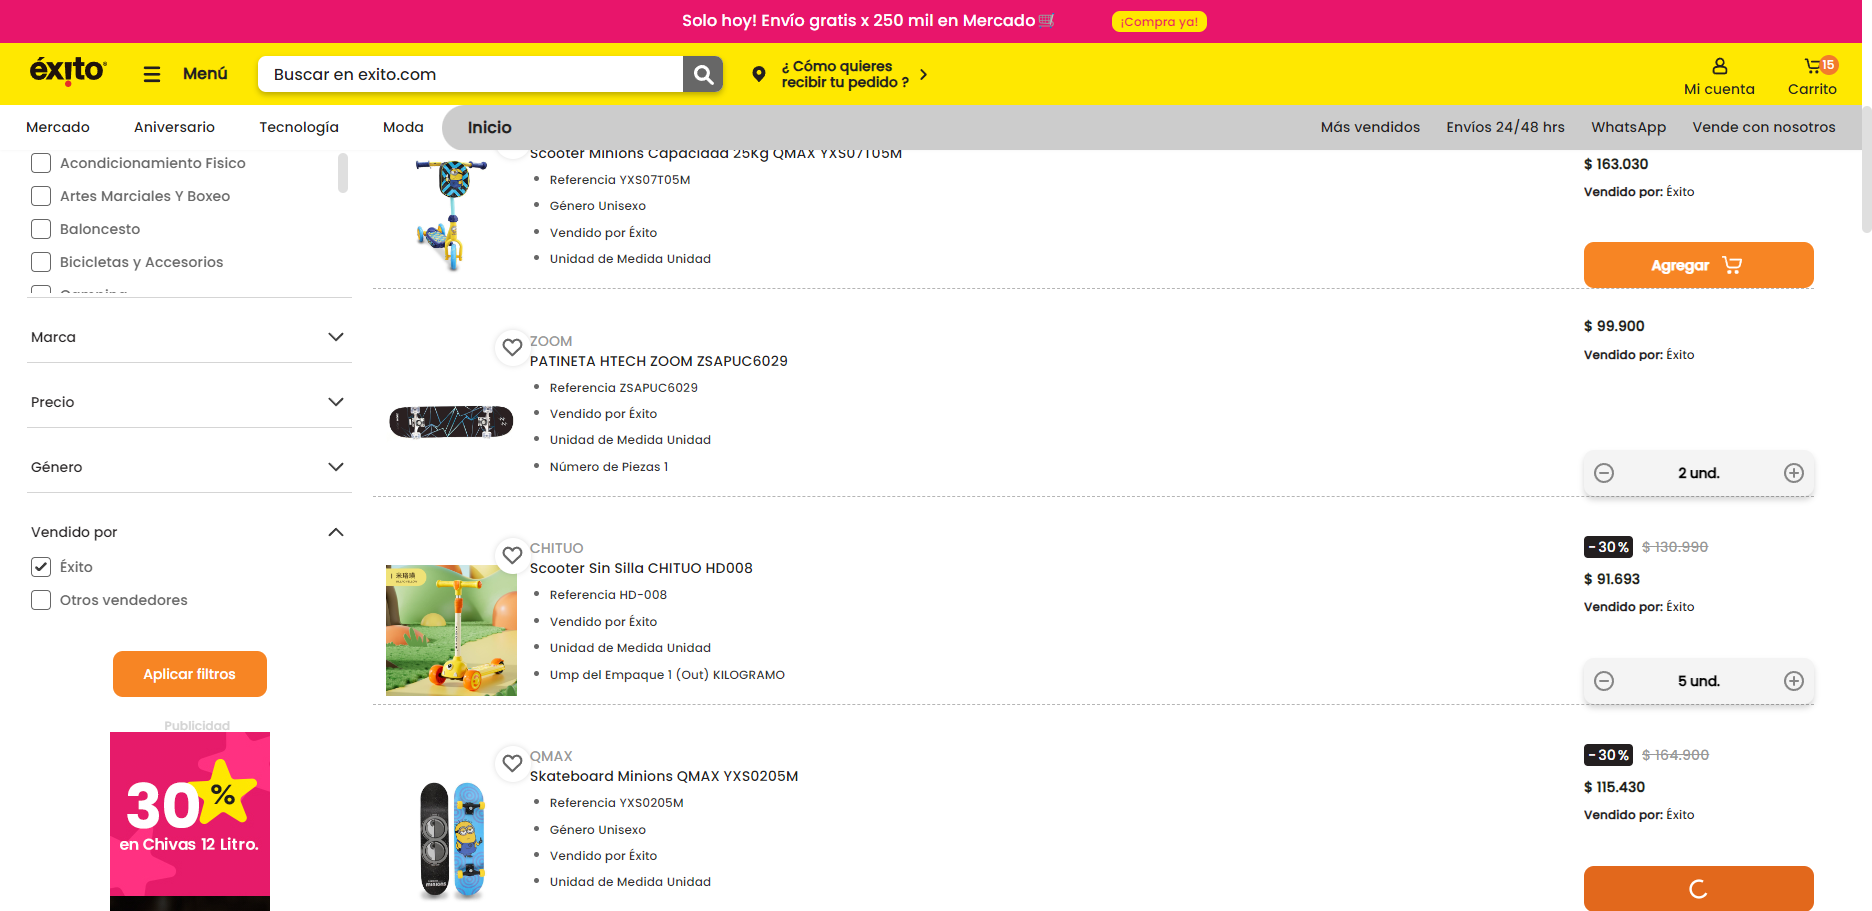 Solo hoy! Envío gratis x 250 mil en Mercado
¡Compra ya!
éxito
Menú
Buscar en exito.com
¿ Cómo quieres
recibir tu pedido ?
Mi cuenta
15
Carrito
Mercado
Aniversario
Tecnología
Moda
Inicio
Más vendidos
Envíos 24/48 hrs
WhatsApp
Vende con nosotros
Acondicionamiento Fisico
Artes Marciales Y Boxeo
Baloncesto
Bicicletas y Accesorios
Marca
Precio
Género
Vendido por
Éxito
Otros vendedores
Aplicar filtros
Publicidad
30 %
en Chivas 12 Litro.
Scooter Minions Capacidad 25Kg QMAX YXS07T05M
Referencia YXS07T05M
Género Unisexo
Vendido por Éxito
Unidad de Medida Unidad
$ 163.030
Vendido por: Éxito
Agregar
ZOOM
PATINETA HTECH ZOOM ZSAPUC6029
Referencia ZSAPUC6029
Vendido por Éxito
Unidad de Medida Unidad
Número de Piezas 1
$ 99.900
Vendido por: Éxito
2 und.
CHITUO
Scooter Sin Silla CHITUO HD008
Referencia HD-008
Vendido por Éxito
Unidad de Medida Unidad
Ump del Empaque 1 (Out) KILOGRAMO
-30% $ 130.990
$ 91.693
Vendido por: Éxito
5 und.
QMAX
Skateboard Minions QMAX YXS0205M
Referencia YXS0205M
Género Unisexo
Vendido por Éxito
Unidad de Medida Unidad
-30% $ 164.900
$ 115.430
Vendido por: Éxito